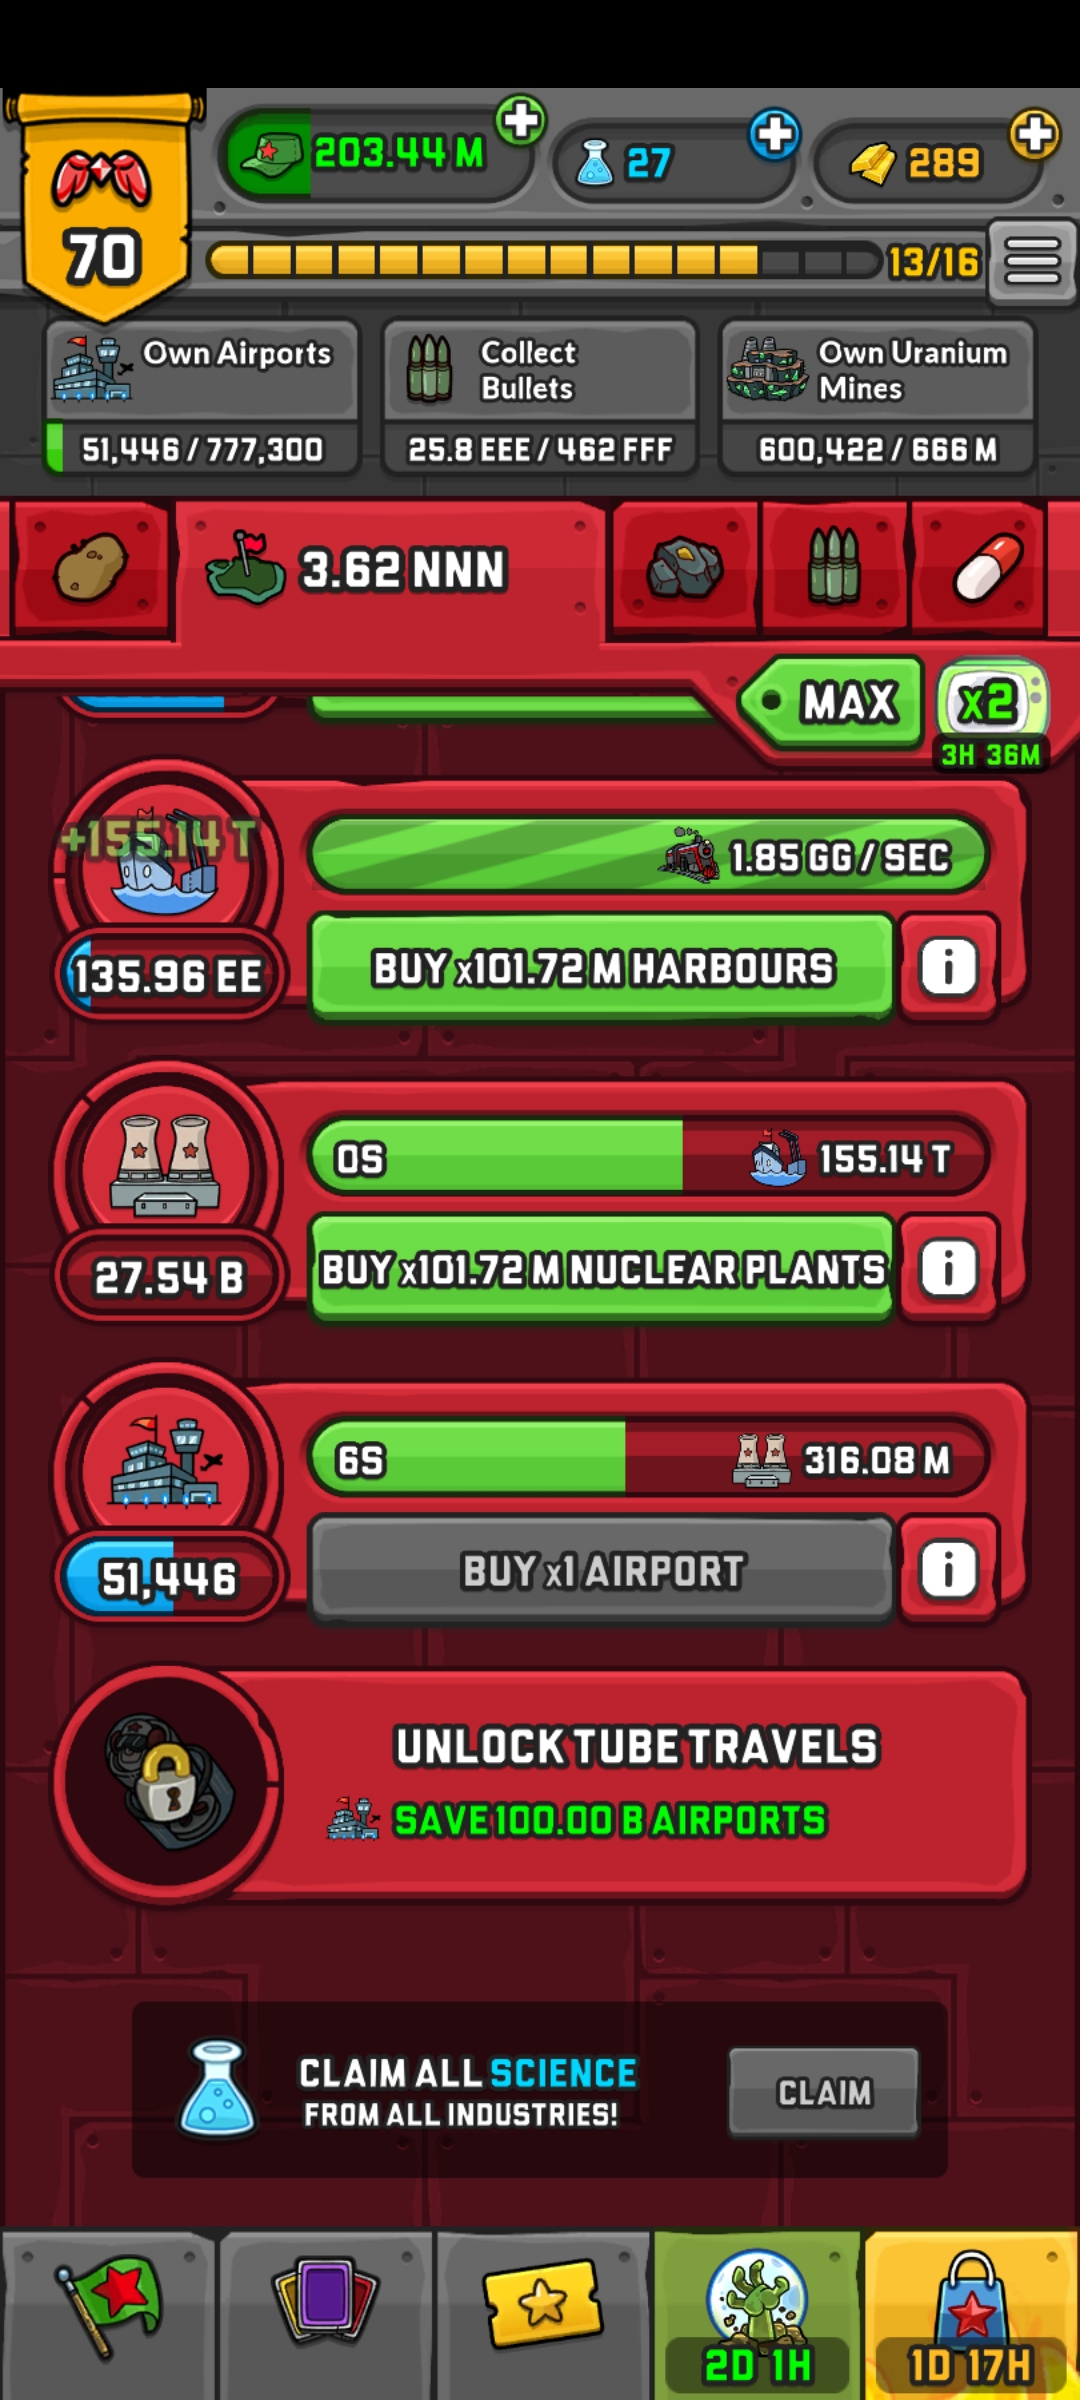 70
203.44 M
27
289
13/16
Own Airports
51,446 / 777,300
Collect
Bullets
25.8 EEE / 462 FFF
Own Uranium
Mines
600,422 / 666 M
3.62 NNN
MAX
x2
3H 36M
+155.14 T
1.85 GG / SEC
135.96 EE
BUY x101.72 M HARBOURS
i
0S
155.14 T
27.54 B
BUY x101.72 M NUCLEAR PLANTS
i
6S
316.08 M
51,446
BUY x1 AIRPORT
i
UNLOCK TUBE TRAVELS
SAVE 100.00 B AIRPORTS
CLAIM ALL SCIENCE
FROM ALL INDUSTRIES!
CLAIM
2D 1H
1D 17H